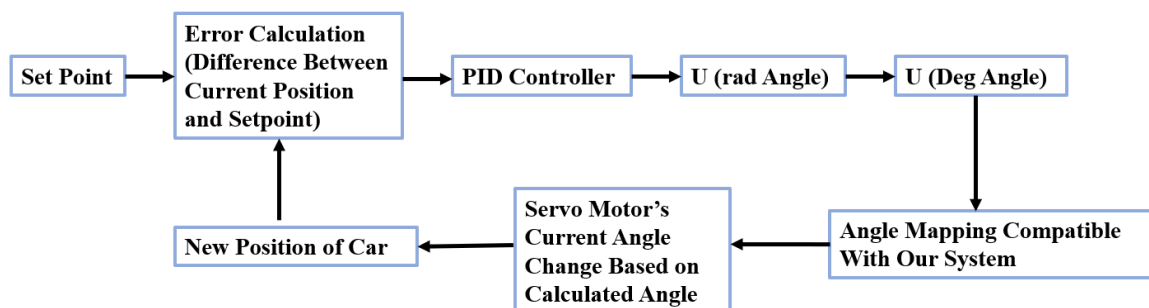 Set Point
Error Calculation
(Difference Between
Current Position
and Setpoint)
PID Controller
U (rad Angle)
U (Deg Angle)
Angle Mapping Compatible
With Our System
Servo Motor's
Current Angle
Change Based on
Calculated Angle
New Position of Car